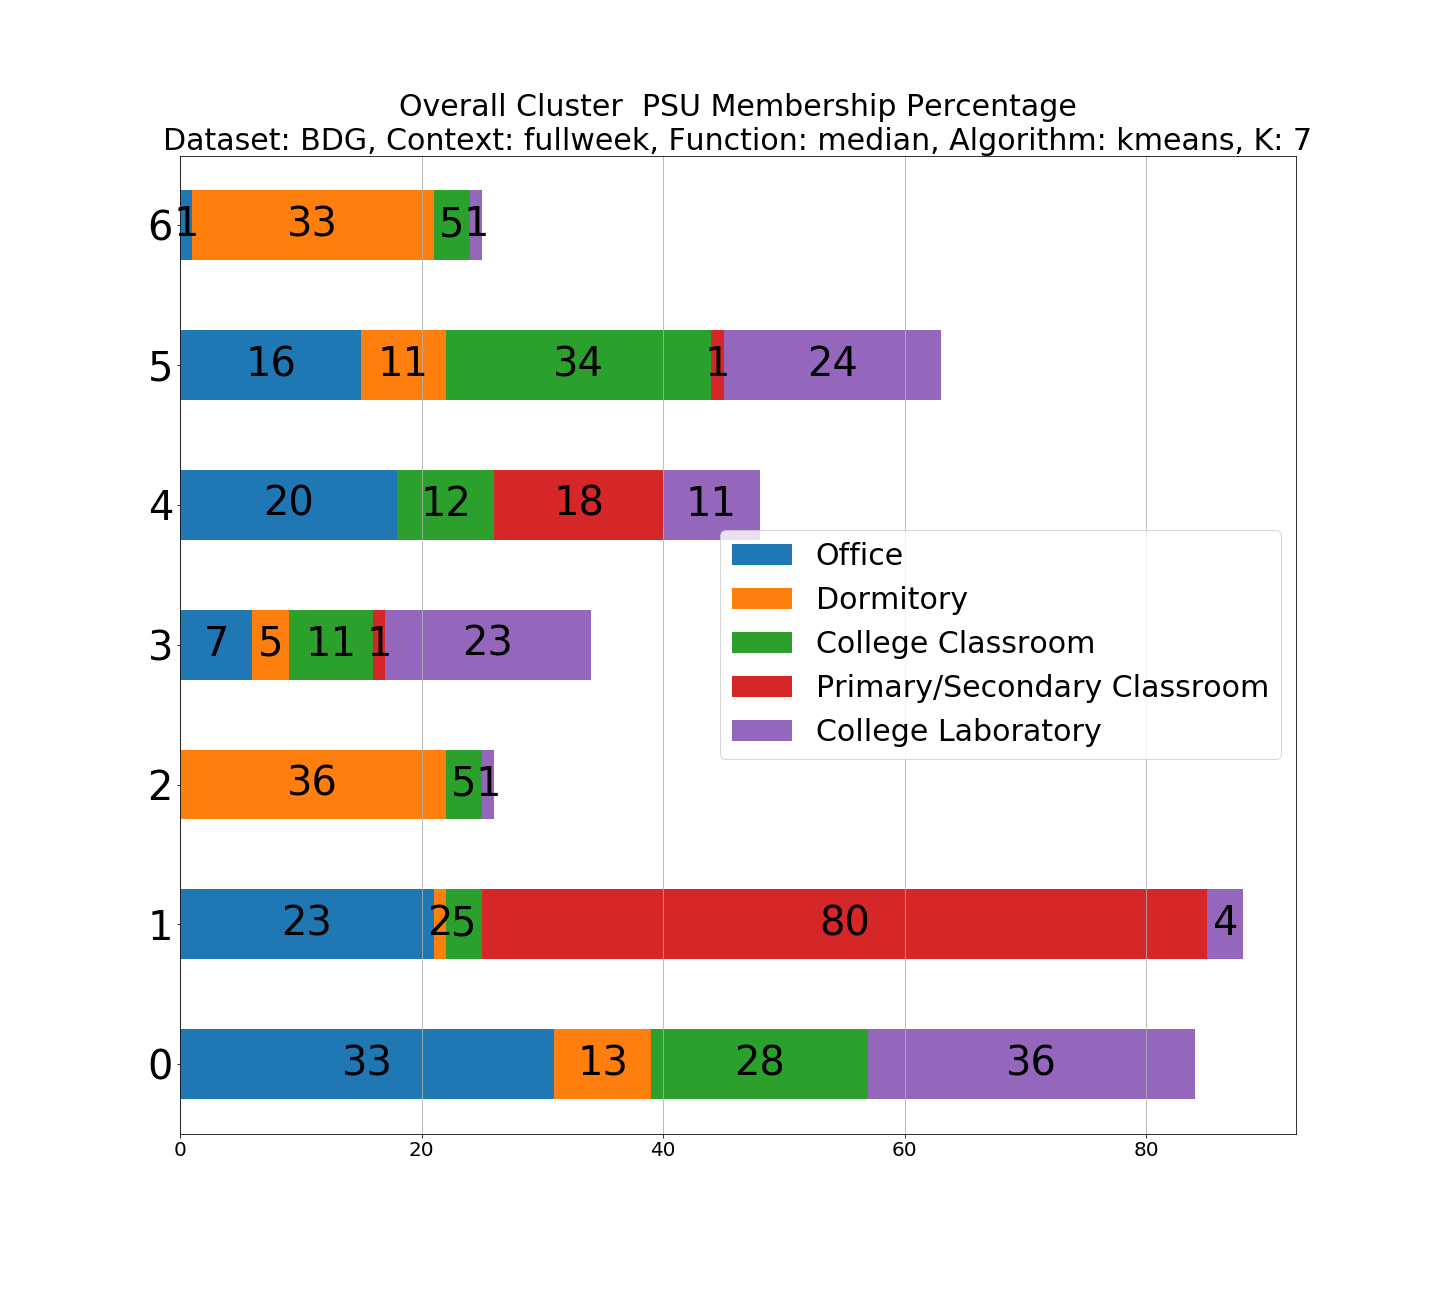 Overall Cluster  PSU Membership Percentage
Dataset: BDG, Context: fullweek, Function: median, Algorithm: kmeans, K: 7
6 1 33 5 1
5 16 11 34 1 24
4 20 12 18 11
Office
Dormitory
College Classroom
Primary/Secondary Classroom
College Laboratory
3 7 5 11 1 23
2 36 5 1
1 23 2 5 80 4
0 33 13 28 36
0 20 40 60 80